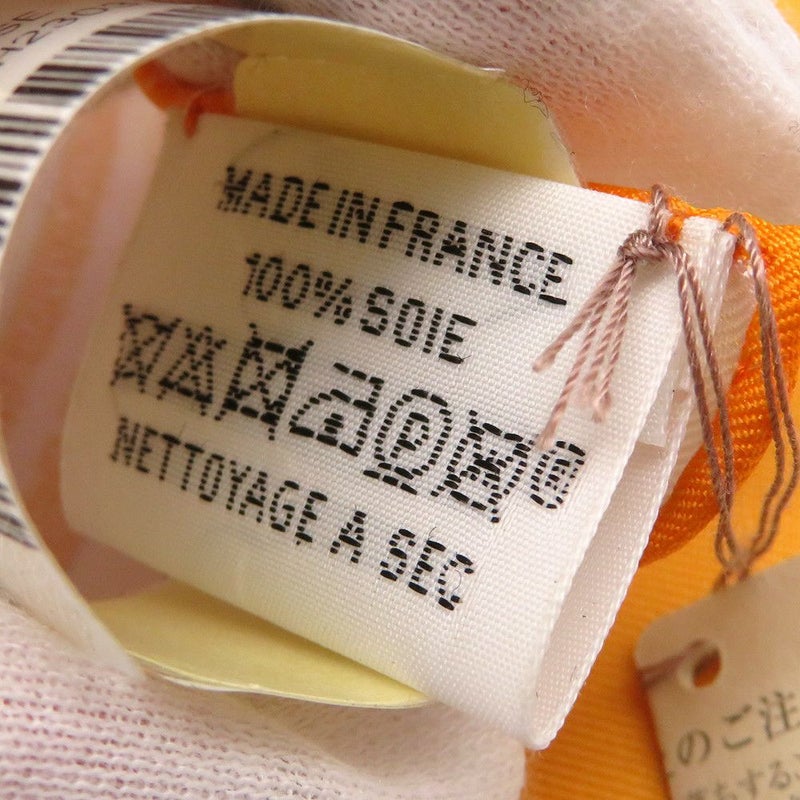 MADE IN FRANCE
100% SOIE
NETTOYAGE A SEC
のご注